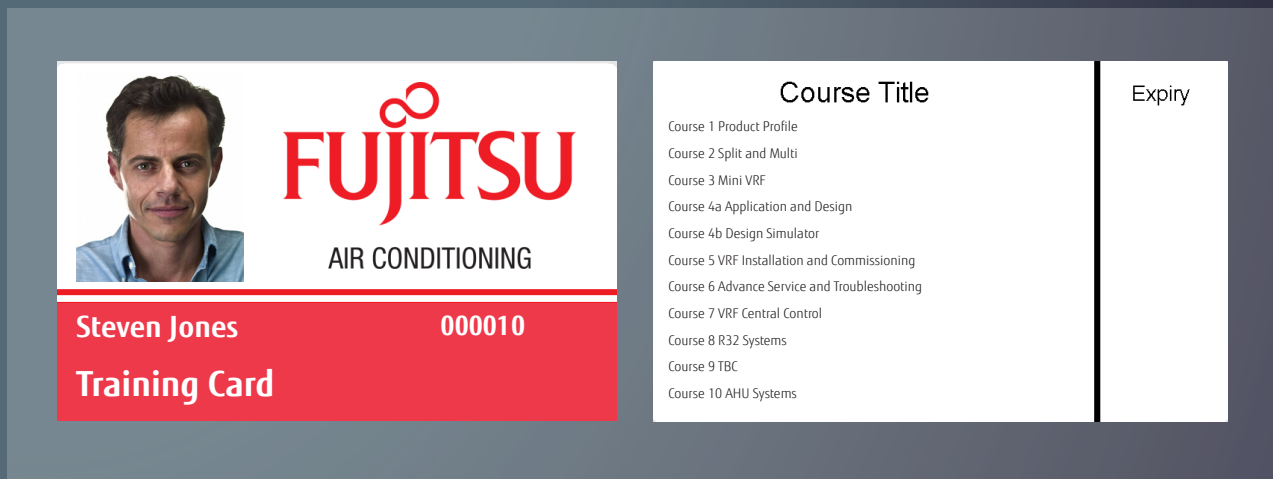 FUJITSU
AIR CONDITIONING
Steven Jones 000010
Training Card
Course Title Expiry
Course 1 Product Profile
Course 2 Split and Multi
Course 3 Mini VRF
Course 4a Application and Design
Course 4b Design Simulator
Course 5 VRF Installation and Commissioning
Course 6 Advance Service and Troubleshooting
Course 7 VRF Central Control
Course 8 R32 Systems
Course 9 TBC
Course 10 AHU Systems